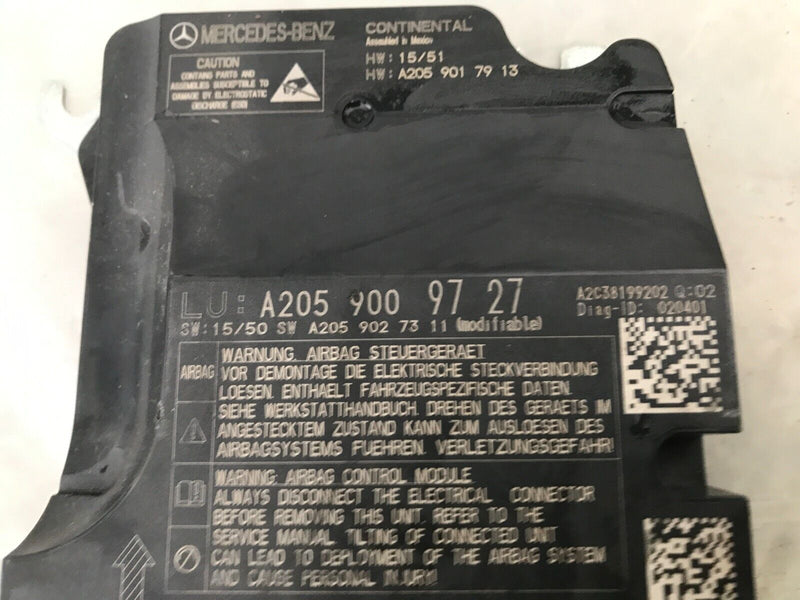 MERCEDES-BENZ
CONTINENTAL
Assembled in Mexico
HW: 15/51
HW: A205 901 79 13
CAUTION
CONTAINS PARTS AND
ASSEMBLIES SUSCEPTIBLE TO
DAMAGE BY ELECTROSTATIC
DISCHARGE (ESD)
LU: A205 900 97 27
SW: 15/50 SW A205 902 73 11 (modifiable)
A2C38199202 Q:02
Diag-ID: 020401
AIRBAG
WARNUNG. AIRBAG STEUERGERAET
VOR DEMONTAGE DIE ELEKTRISCHE STECKVERBINDUNG
LOESEN. ENTHAELT FAHRZEUGSPEZIFISCHE DATEN.
SIEHE WERKSTATTHANDBUCH. DREHEN DES GERAETS IM
ANGESTECKTEM ZUSTAND KANN ZUM AUSLOESEN DES
AIRBAGSYSTEMS FUEHREN. VERLETZUNGSGEFAHR!
WARNING: AIRBAG CONTROL MODULE
ALWAYS DISCONNECT THE ELECTRICAL CONNECTOR
BEFORE REMOVING THIS UNIT. REFER TO THE
SERVICE MANUAL TILTING OF CONNECTED UNIT
CAN LEAD TO DEPLOYMENT OF THE AIRBAG SYSTEM
AND CAUSE PERSONAL INJURY!